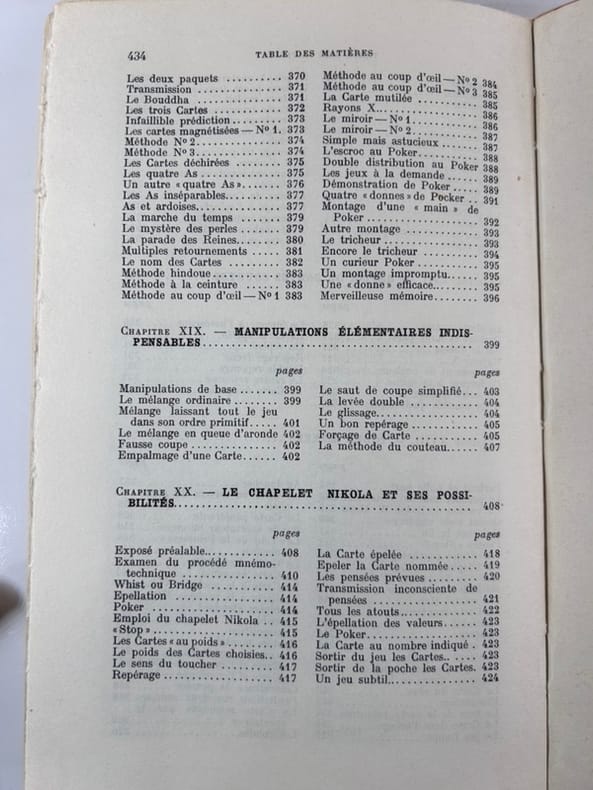 434
TABLE DES MATIÈRES
Les deux paquets .......... 370
Transmission .............. 371
Le Bouddha .............. 371
Les trois Cartes .......... 372
Infaillible prédiction........ 373
Les cartes magnétisées — Nº 1. 373
Méthode Nº 2............... 374
Méthode Nº 3............... 374
Les Cartes déchirées ....... 375
Les quatre As ............. 375
Un autre « quatre As »....... 376
Les As inséparables......... 377
As et ardoises.............. 377
La marche du temps ....... 379
Le mystère des perles ....... 379
La parade des Reines........ 380
Multiples retournements .... 381
Le nom des Cartes ......... 382
Méthode hindoue........... 383
Méthode à la ceinture ...... 383
Méthode au coup d'œil — Nº 1 383
Méthode au coup d'œil — Nº 2 384
Méthode au coup d'œil — Nº 3 385
La Carte mutilée .......... 385
Rayons X.................. 386
Le miroir — Nº 1........... 386
Le miroir — Nº 2........... 387
Simple mais astucieux ...... 387
L'escroc au Poker.......... 388
Double distribution au Poker 388
Les jeux à la demande ..... 389
Démonstration de Poker .... 389
Quatre « donnes » de Pocker .. 391
Montage d'une « main » de
Poker .................. 392
Autre montage ............ 393
Le tricheur ............... 393
Encore le tricheur ......... 394
Un curieur Poker .......... 395
Un montage impromptu..... 395
Une « donne » efficace....... 395
Merveilleuse mémoire....... 396
CHAPITRE XIX. — MANIPULATIONS ÉLÉMENTAIRES INDIS-
PENSABLES.......................................... 399
pages
Manipulations de base ....... 399
Le mélange ordinaire ........ 399
Mélange laissant tout le jeu
dans son ordre primitif..... 401
Le mélange en queue d'aronde 402
Fausse coupe ............... 402
Empalmage d'une Carte...... 402
pages
Le saut de coupe simplifié... 403
La levée double ............ 404
Le glissage................. 404
Un bon repérage ........... 405
Forçage de Carte .......... 405
La méthode du couteau..... 407
CHAPITRE XX. — LE CHAPELET NIKOLA ET SES POSSI-
BILITÉS............................................. 408
pages
Exposé préalable............ 408
Examen du procédé mnémo-
technique ............... 410
Whist ou Bridge ........... 414
Epellation ................ 414
Poker .................... 414
Emploi du chapelet Nikola .. 415
« Stop » ................... 415
Les Cartes « au poids » ....... 416
Le poids des Cartes choisies.. 416
Le sens du toucher ......... 417
Repérage .................. 417
pages
La Carte épelée ........... 418
Epeler la Carte nommée..... 419
Les pensées prévues ........ 420
Transmission inconsciente de
pensées ................. 421
Tous les atouts............. 422
L'épellation des valeurs..... 423
Le Poker................... 423
La Carte au nombre indiqué . 423
Sortir du jeu les Cartes...... 423
Sortir de la poche les Cartes. 423
Un jeu subtil............... 424